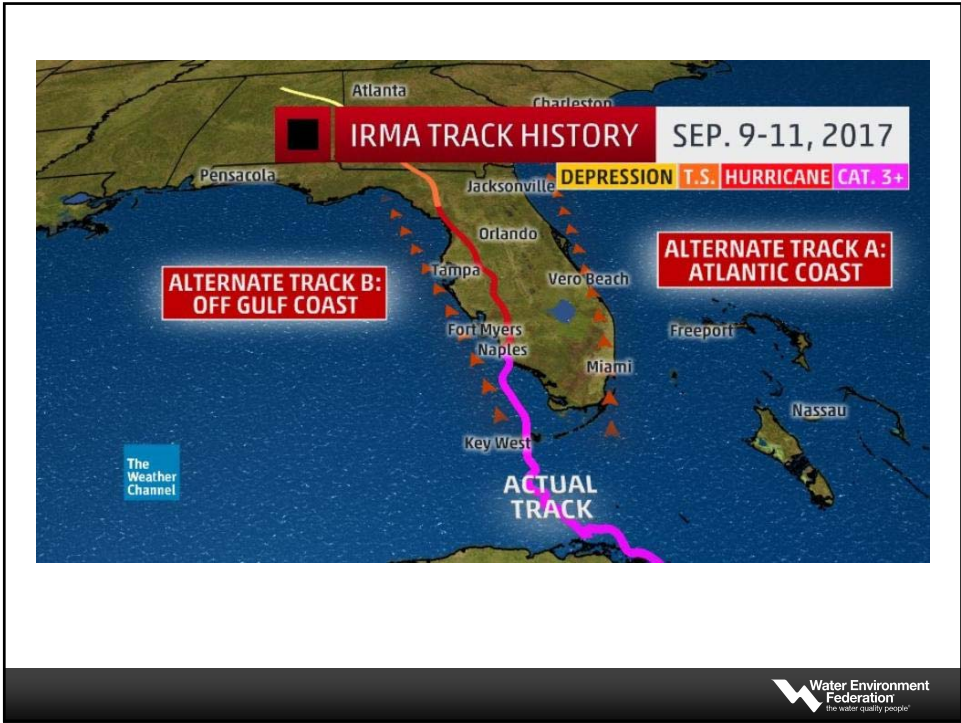 Atlanta
Charleston
IRMA TRACK HISTORY SEP. 9-11, 2017
Pensacola
Jacksonville
DEPRESSION T.S. HURRICANE CAT. 3+
Orlando
ALTERNATE TRACK A:
ATLANTIC COAST
Tampa
Vero Beach
ALTERNATE TRACK B:
OFF GULF COAST
Fort Myers
Freeport
Naples
Miami
Nassau
Key West
The
Weather
Channel
ACTUAL
TRACK
Water Environment
Federation
the water quality people®